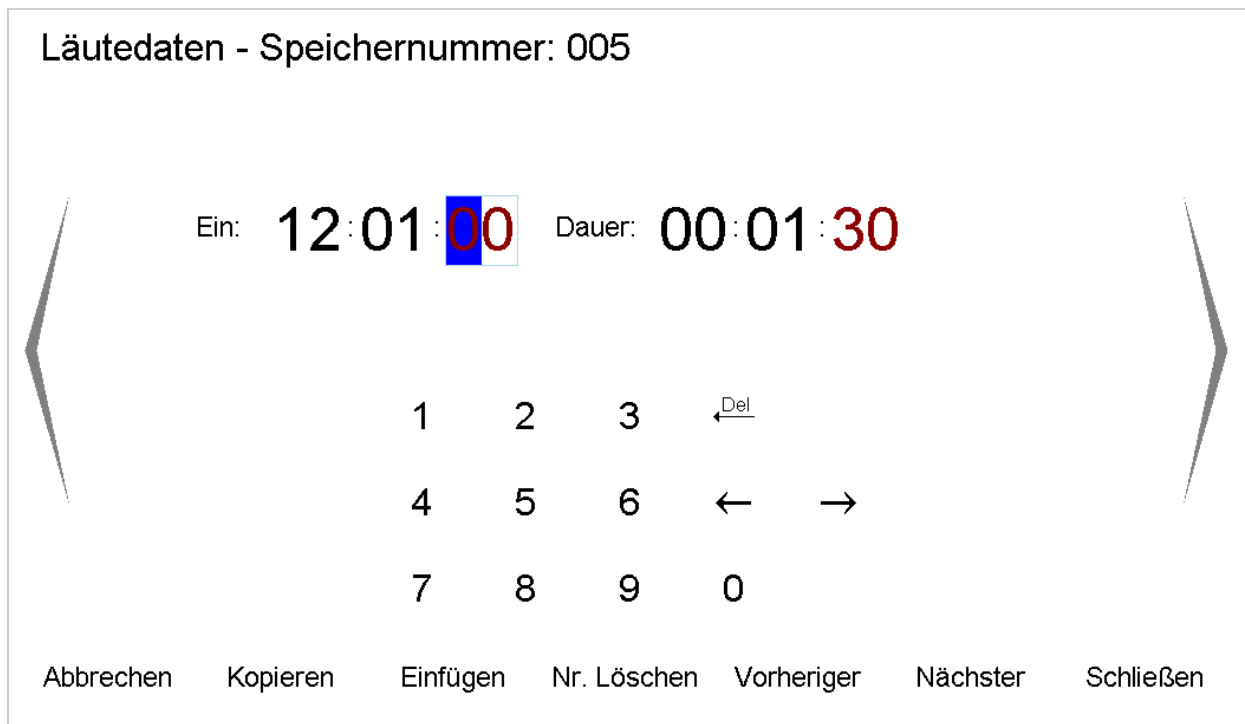 Läutedaten - Speichernummer: 005
Ein: 12:01:00 Dauer: 00:01:30
1 2 3 Del
4 5 6 ← →
7 8 9 0
Abbrechen Kopieren Einfügen Nr. Löschen Vorheriger Nächster Schließen